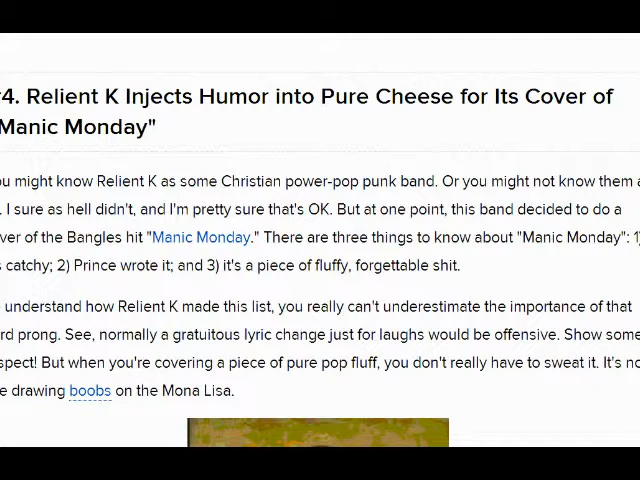 4. Relient K Injects Humor into Pure Cheese for Its Cover of
Manic Monday"
ou might know Relient K as some Christian power-pop punk band. Or you might not know them a
. I sure as hell didn't, and I'm pretty sure that's OK. But at one point, this band decided to do a
ver of the Bangles hit "Manic Monday." There are three things to know about "Manic Monday": 1)
s catchy; 2) Prince wrote it; and 3) it's a piece of fluffy, forgettable shit.
understand how Relient K made this list, you really can't underestimate the importance of that
rd prong. See, normally a gratuitous lyric change just for laughs would be offensive. Show some
spect! But when you're covering a piece of pure pop fluff, you don't really have to sweat it. It's no
e drawing boobs on the Mona Lisa.